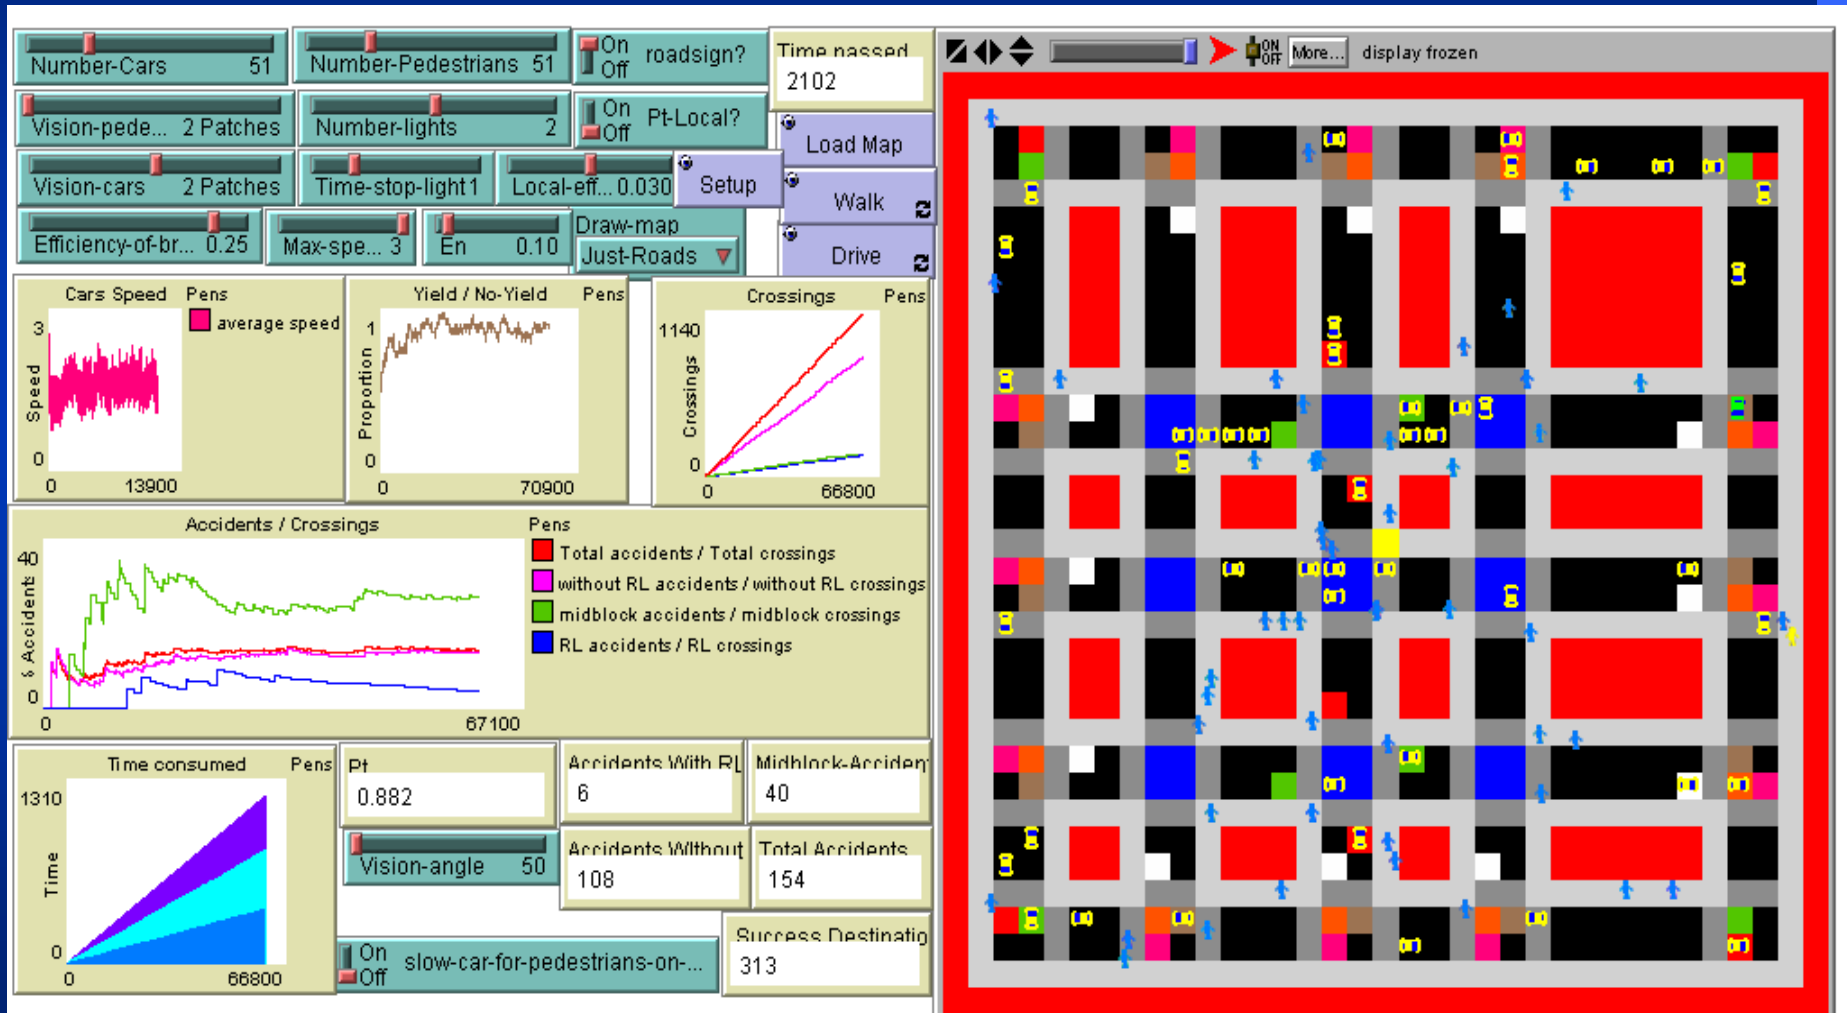 Number-Cars 51
Number-Pedestrians 51
On
Off
roadsign?
Time passed
2102
Vision-pede... 2 Patches
Number-lights 2
On
Off
Pt-Local?
Load Map
Vision-cars 2 Patches
Time-stop-light 1
Local-eff... 0.030
Setup
Walk
Efficiency-of-br... 0.25
Max-spe... 3
En 0.10
Draw-map
Just-Roads
Drive
ON
OFF
More...
display frozen
Cars Speed
Pens
average speed
3
Speed
0
0
13900
Yield / No-Yield
Pens
1
Proportion
0
0
70900
Crossings
Pens
1140
Crossings
0
0
66800
Accidents / Crossings
Pens
40
% Accidents
0
0
67100
Total accidents / Total crossings
without RL accidents / without RL crossings
midblock accidents / midblock crossings
RL accidents / RL crossings
Time consumed
Pens
1310
Time
0
0
66800
Pt
0.882
Accidents With RL
6
Midblock-Acciden
40
Vision-angle 50
Accidents Without
108
Total Accidents
154
On
Off
slow-car-for-pedestrians-on-...
Success Destinatio
313